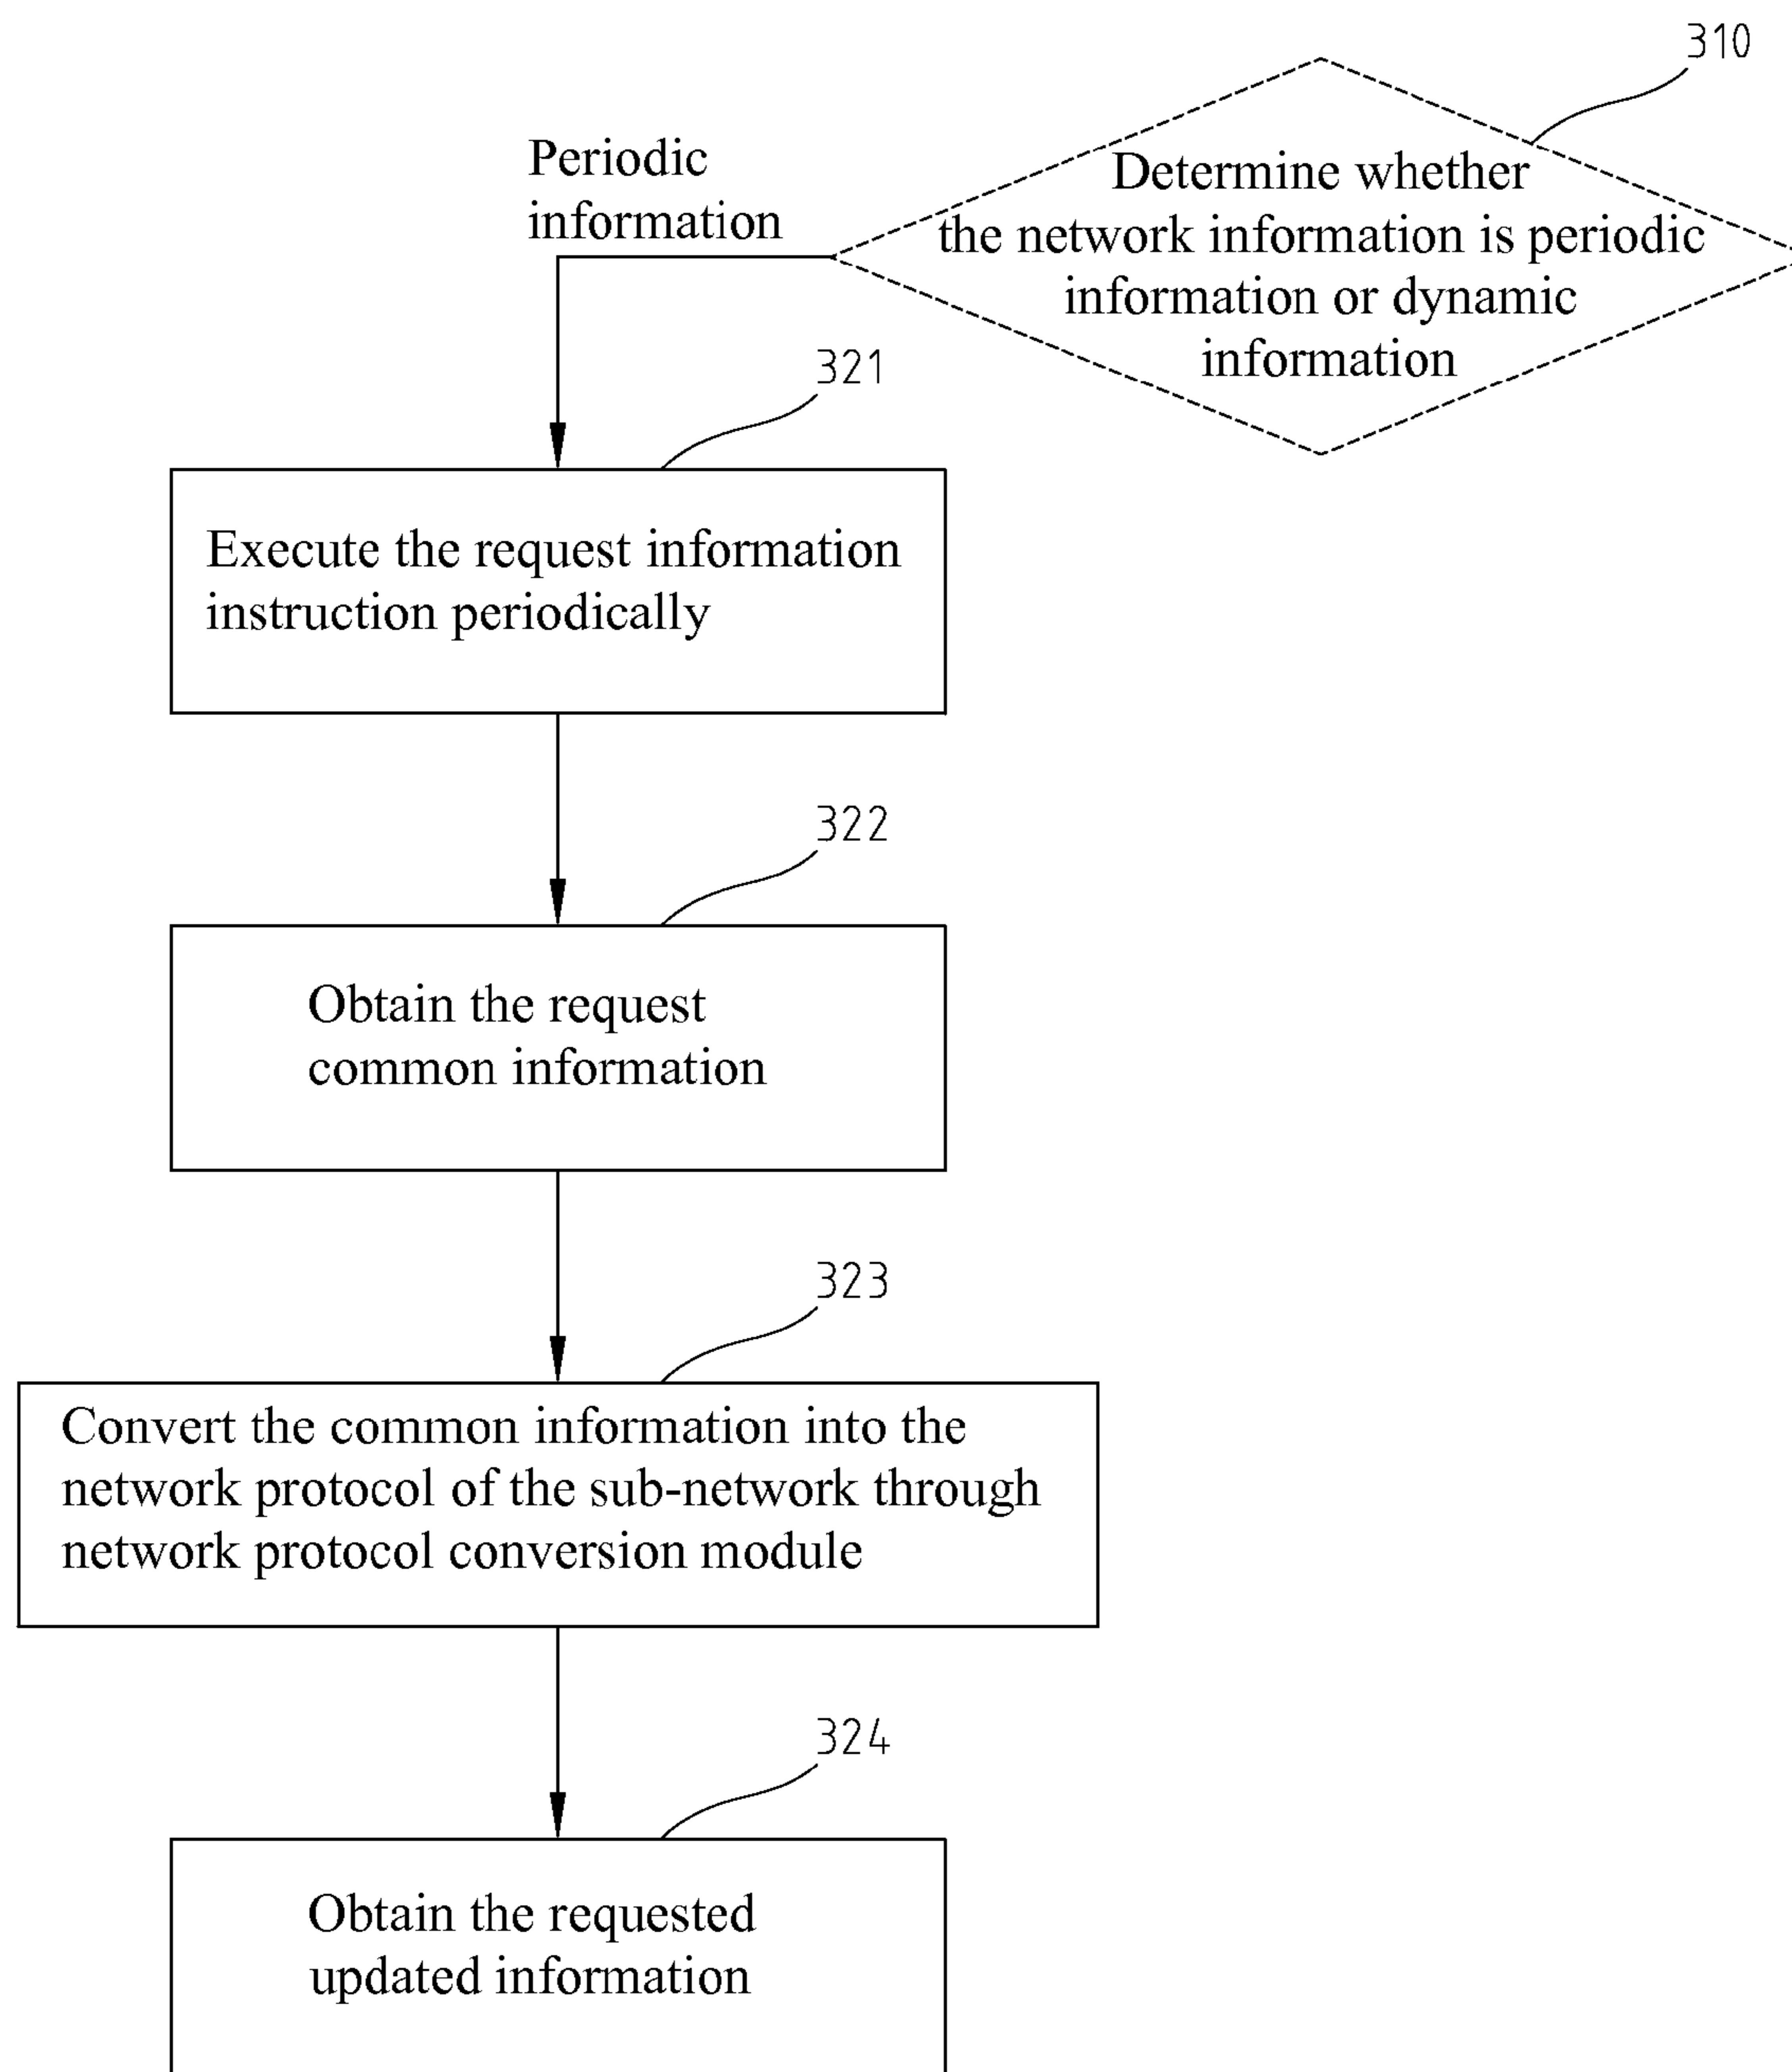 310
Determine whether
the network information is periodic
information or dynamic
information
Periodic
information
321
Execute the request information
instruction periodically
322
Obtain the request
common information
323
Convert the common information into the
network protocol of the sub-network through
network protocol conversion module
324
Obtain the requested
updated information